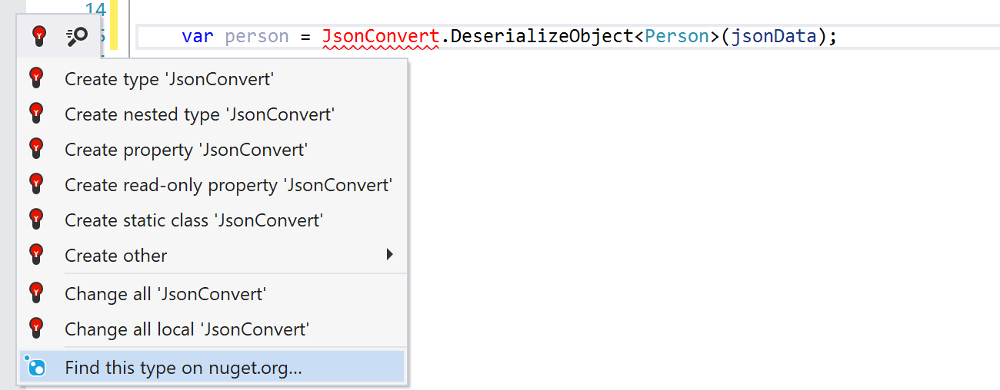 14
var person = JsonConvert.DeserializeObject<Person>(jsonData);
Create type 'JsonConvert'
Create nested type 'JsonConvert'
Create property 'JsonConvert'
Create read-only property 'JsonConvert'
Create static class 'JsonConvert'
Create other
Change all 'JsonConvert'
Change all local 'JsonConvert'
Find this type on nuget.org...